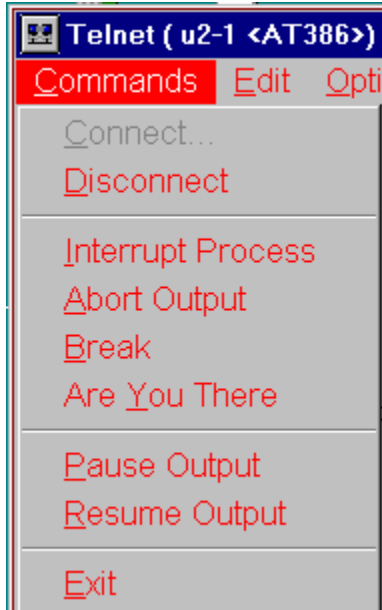 Telnet ( u2-1 <AT386>)
Commands Edit Opti
Connect...
Disconnect
Interrupt Process
Abort Output
Break
Are You There
Pause Output
Resume Output
Exit